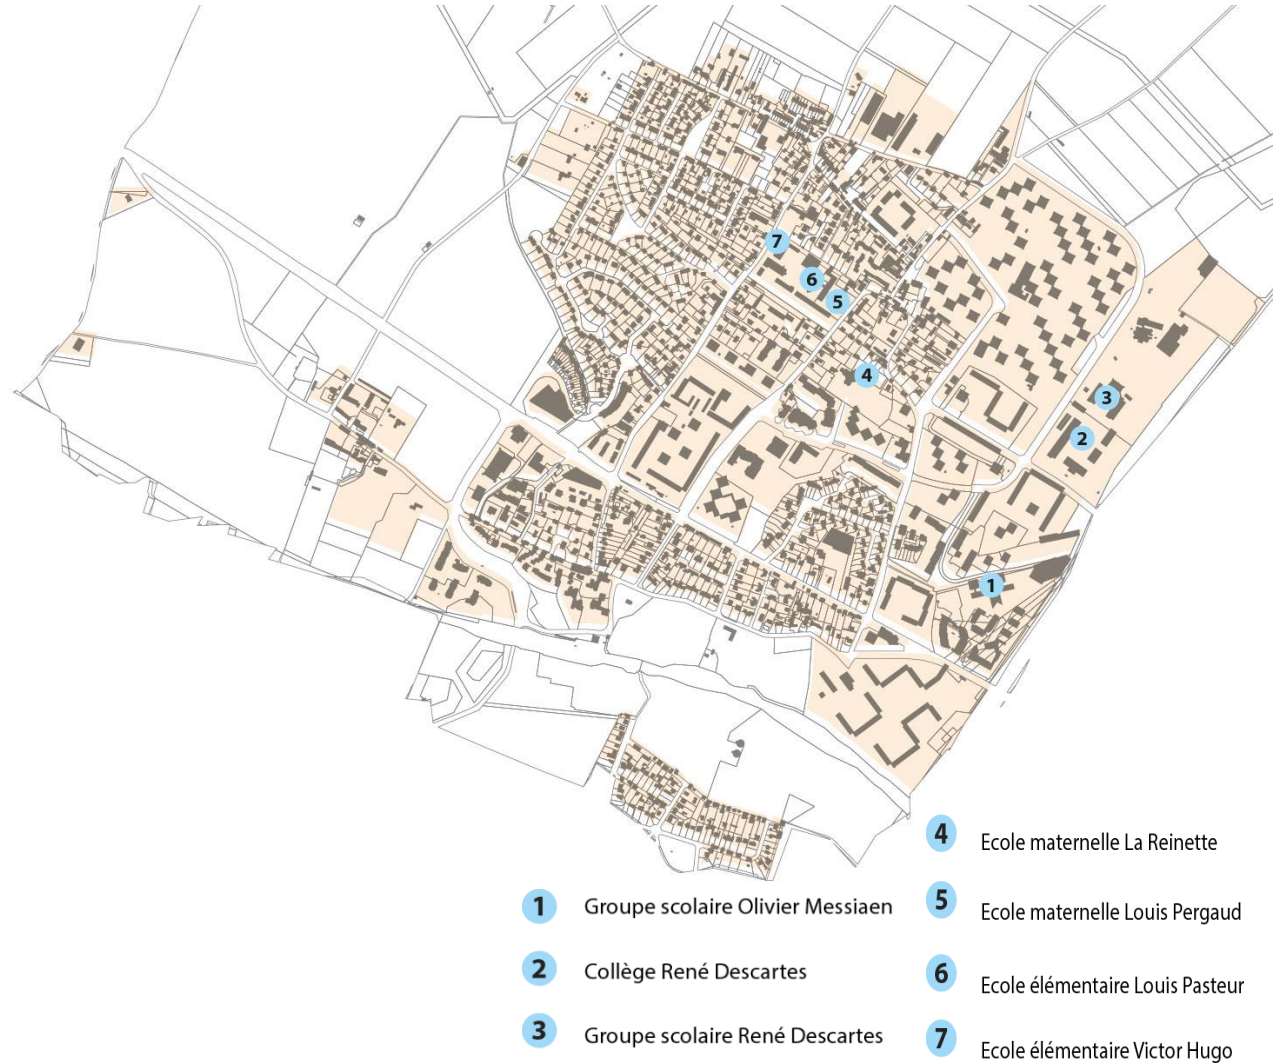 7
6
5
4
3
2
1
1 Groupe scolaire Olivier Messiaen
2 Collège René Descartes
3 Groupe scolaire René Descartes
4 Ecole maternelle La Reinette
5 Ecole maternelle Louis Pergaud
6 Ecole élémentaire Louis Pasteur
7 Ecole élémentaire Victor Hugo